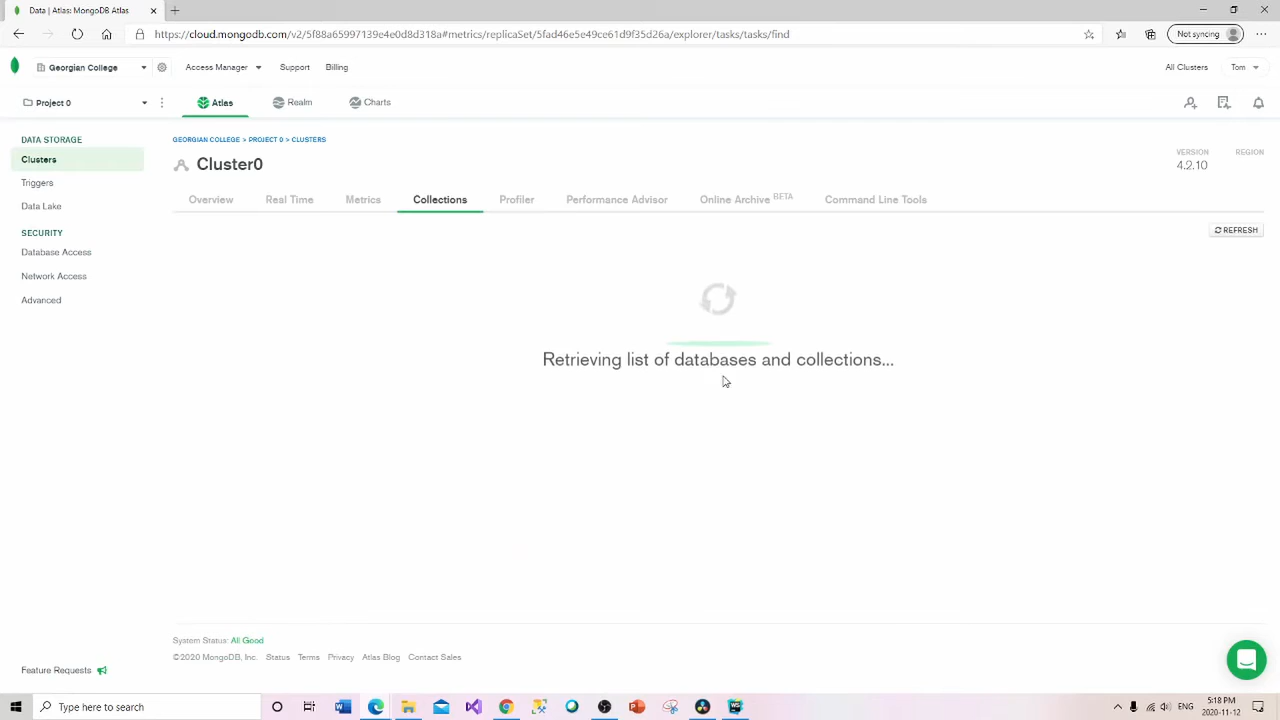 Data | MongoDB Atlas
https://cloud.mongodb.com/v2/5f88a65997139e4e0d8d318a#metrics/replicaSet/5fad46e5e49ce61d9f35d26a/explorer/tasks/tasks/find
Not syncing
Georgian College
Access Manager
Support
Billing
All Clusters
Tom
Project 0
Atlas
Realm
Charts
DATA STORAGE
Clusters
Triggers
Data Lake
SECURITY
Database Access
Network Access
Advanced
GEORGIAN COLLEGE > PROJECT 0 > CLUSTERS
Cluster0
VERSION
4.2.10
REGION
Overview
Real Time
Metrics
Collections
Profiler
Performance Advisor
Online Archive BETA
Command Line Tools
REFRESH
Retrieving list of databases and collections...
System Status: All Good
©2020 MongoDB, Inc. Status Terms Privacy Atlas Blog Contact Sales
Feature Requests
Type here to search
ENG
5:18 PM
2020-11-12